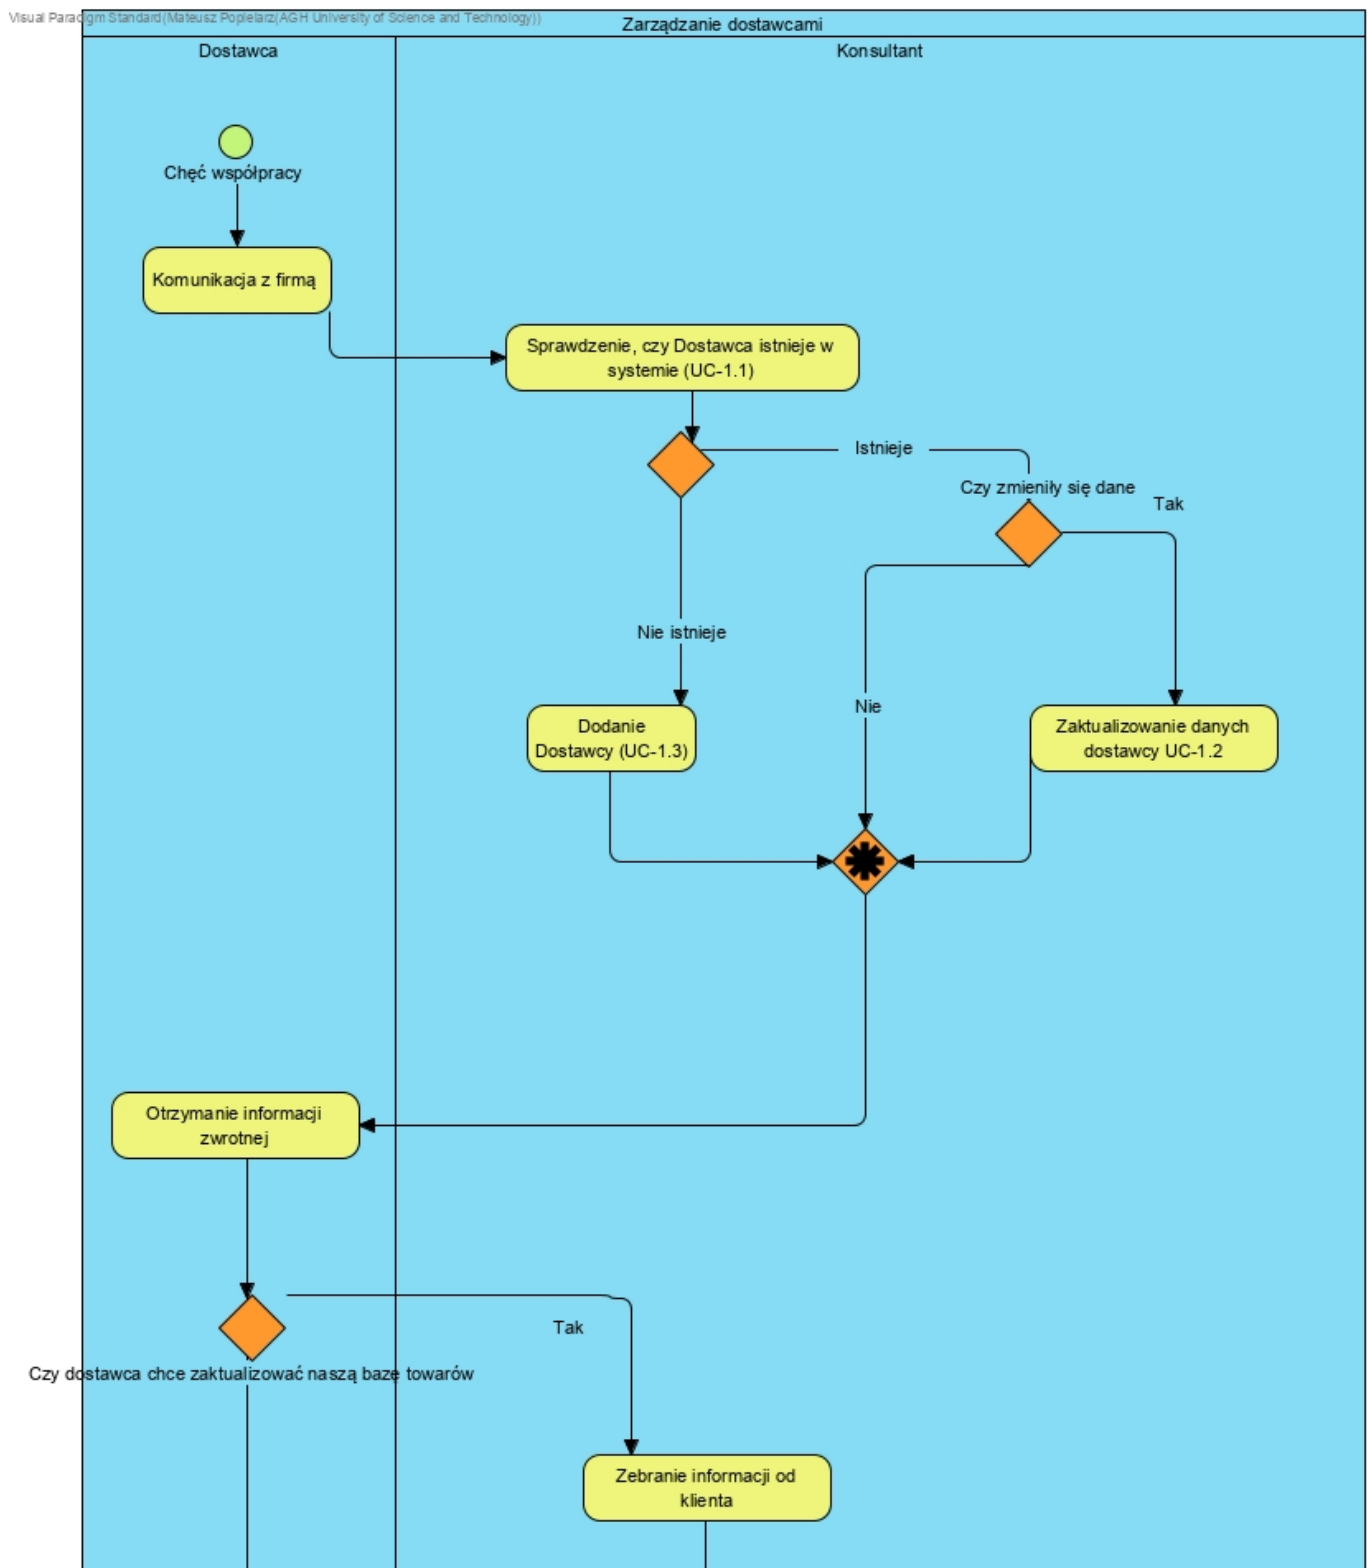 Visual Paradigm Standard(Mateusz Popielarz(AGH University of Science and Technology))
Zarządzanie dostawcami
Dostawca
Konsultant
Chęć współpracy
Komunikacja z firmą
Sprawdzenie, czy Dostawca istnieje w
systemie (UC-1.1)
Istnieje
Czy zmieniły się dane
Tak
Nie istnieje
Nie
Dodanie
Dostawcy (UC-1.3)
Zaktualizowanie danych
dostawcy UC-1.2
Otrzymanie informacji
zwrotnej
Tak
Czy dostawca chce zaktualizować naszą bazę towarów
Zebranie informacji od
klienta